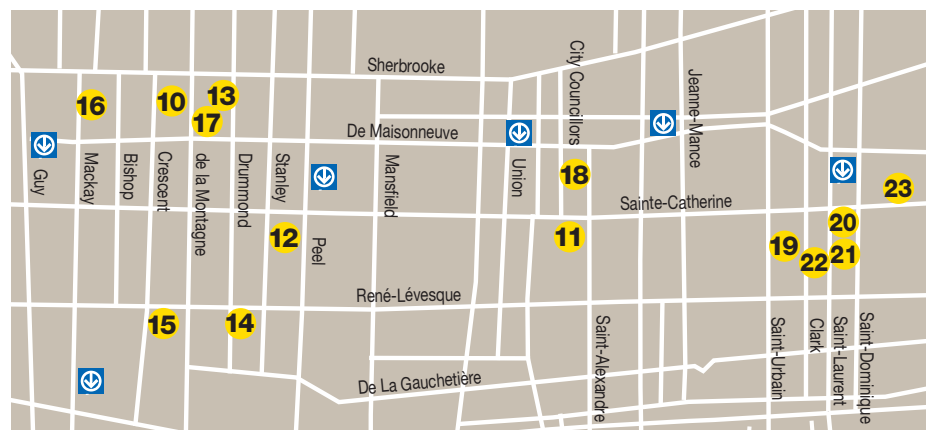 Sherbrooke
City Councillors
Jeanne-Mance
16
10
13
17
De Maisonneuve
Guy
Mackay
Bishop
Crescent
de la Montagne
Drummond
Stanley
Mansfield
Union
18
23
Sainte-Catherine
12
Peel
11
19
20
22
21
René-Lévesque
15
14
Saint-Alexandre
Saint-Urbain
Clark
Saint-Laurent
Saint-Dominique
De La Gauchetière